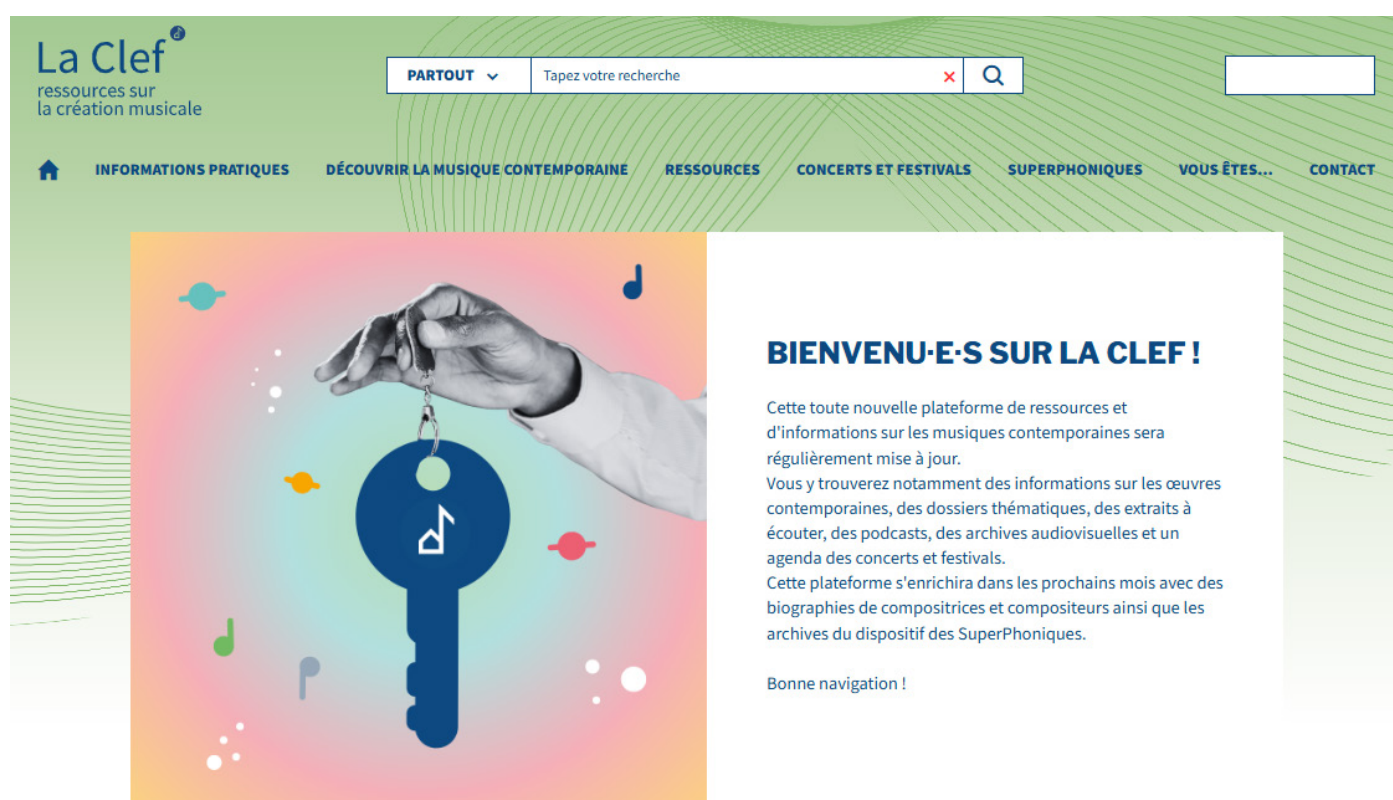 La Clef
ressources sur
la création musicale
PARTOUT
Tapez votre recherche
INFORMATIONS PRATIQUES
DÉCOUVRIR LA MUSIQUE CONTEMPORAINE
RESSOURCES
CONCERTS ET FESTIVALS
SUPERPHONIQUES
VOUS ÊTES...
CONTACT
BIENVENU·E·S SUR LA CLEF !
Cette toute nouvelle plateforme de ressources et
d'informations sur les musiques contemporaines sera
régulièrement mise à jour.
Vous y trouverez notamment des informations sur les œuvres
contemporaines, des dossiers thématiques, des extraits à
écouter, des podcasts, des archives audiovisuelles et un
agenda des concerts et festivals.
Cette plateforme s'enrichira dans les prochains mois avec des
biographies de compositrices et compositeurs ainsi que les
archives du dispositif des SuperPhoniques.
Bonne navigation !